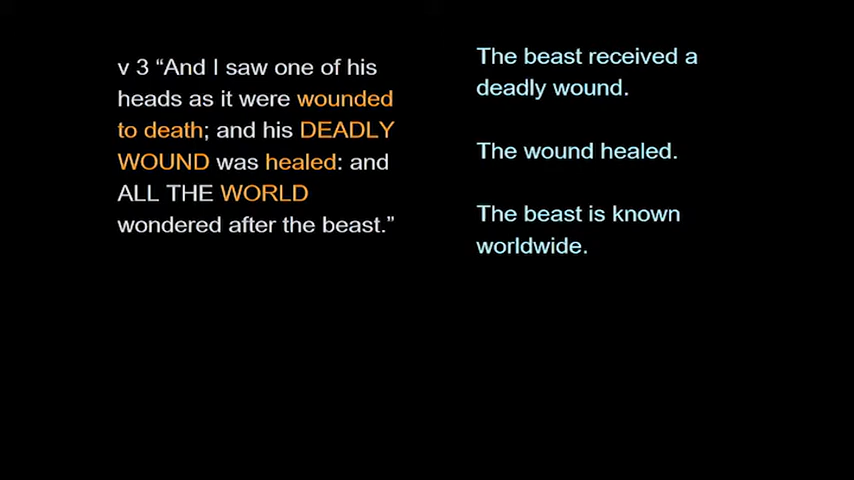 v 3 “And I saw one of his
heads as it were wounded
to death; and his DEADLY
WOUND was healed: and
ALL THE WORLD
wondered after the beast.”
The beast received a
deadly wound.
The wound healed.
The beast is known
worldwide.